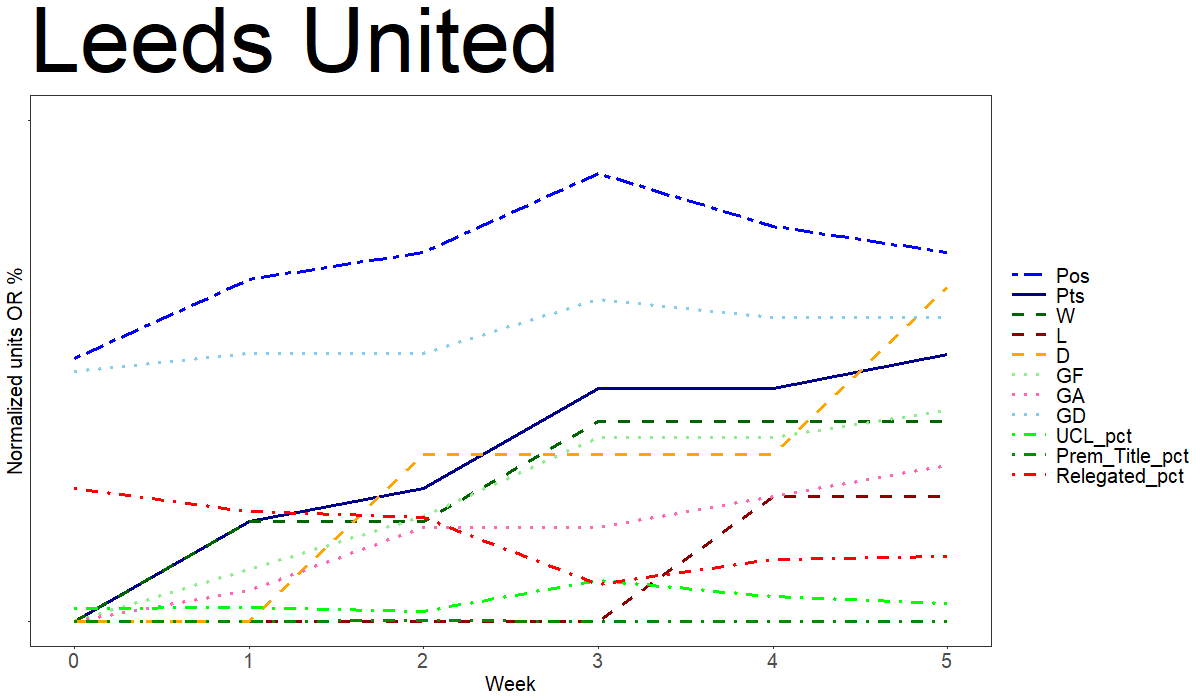 Leeds United
Normalized units OR %
Pos
Pts
W
L
D
GF
GA
GD
UCL_pct
Prem_Title_pct
Relegated_pct
0 1 2 3 4 5
Week